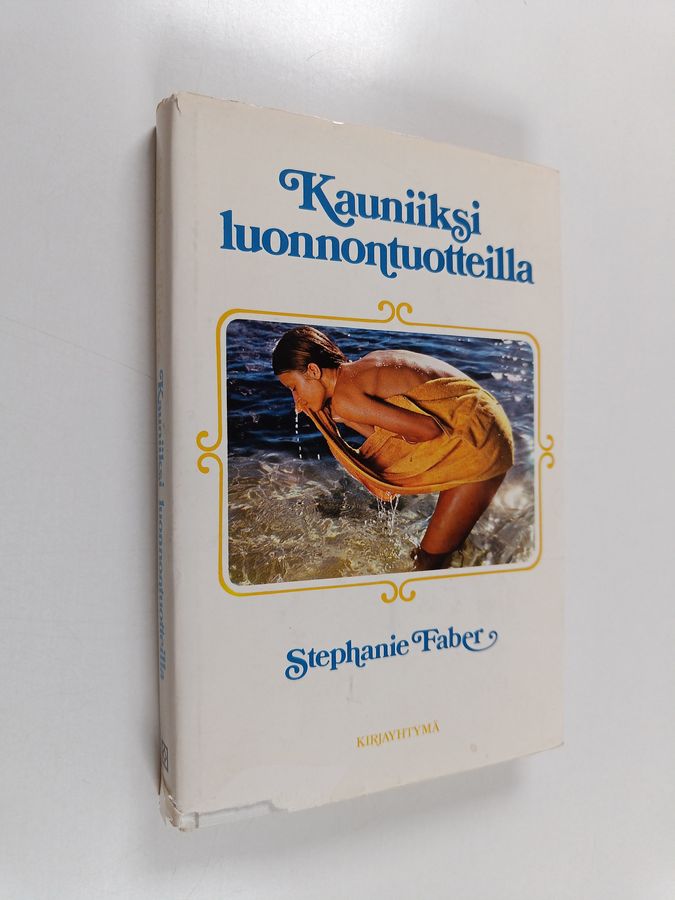 Kauniiksi
luonnontuotteilla
Stephanie Faber
KIRJAYHTYMÄ
Kauniiksi luonnontuotteilla